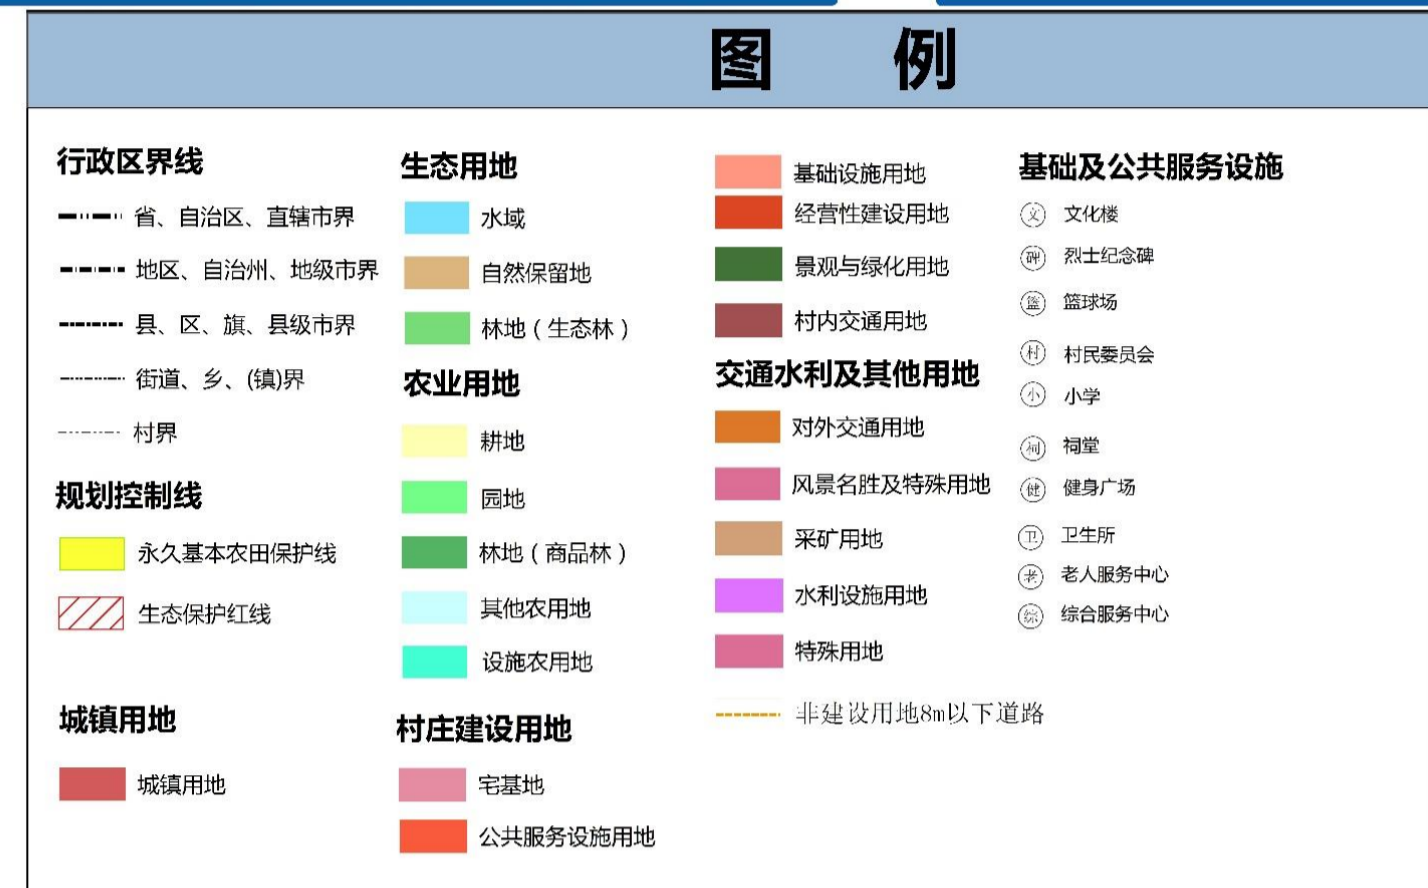 图 例
行政区界线
省、自治区、直辖市界
地区、自治州、地级市界
县、区、旗、县级市界
街道、乡、(镇)界
村界
规划控制线
永久基本农田保护线
生态保护红线
城镇用地
城镇用地
生态用地
水域
自然保留地
林地（生态林）
农业用地
耕地
园地
林地（商品林）
其他农用地
设施农用地
村庄建设用地
宅基地
公共服务设施用地
基础设施用地
经营性建设用地
景观与绿化用地
村内交通用地
交通水利及其他用地
对外交通用地
风景名胜及特殊用地
采矿用地
水利设施用地
特殊用地
非建设用地8m以下道路
基础及公共服务设施
文 文化楼
碑 烈士纪念碑
篮 篮球场
村 村民委员会
小 小学
祠 祠堂
健 健身广场
卫 卫生所
老 老人服务中心
综 综合服务中心